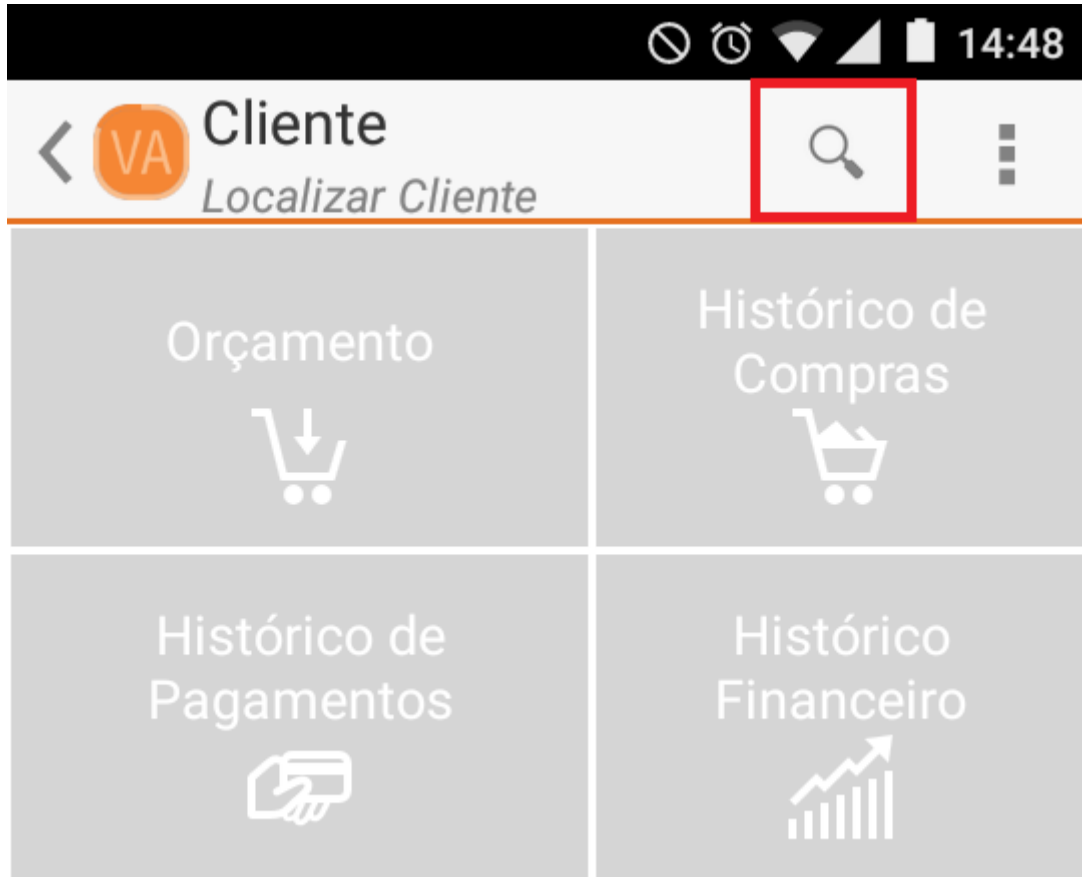 14:48
VA
Cliente
Localizar Cliente
Orçamento
Histórico de
Compras
Histórico de
Pagamentos
Histórico
Financeiro